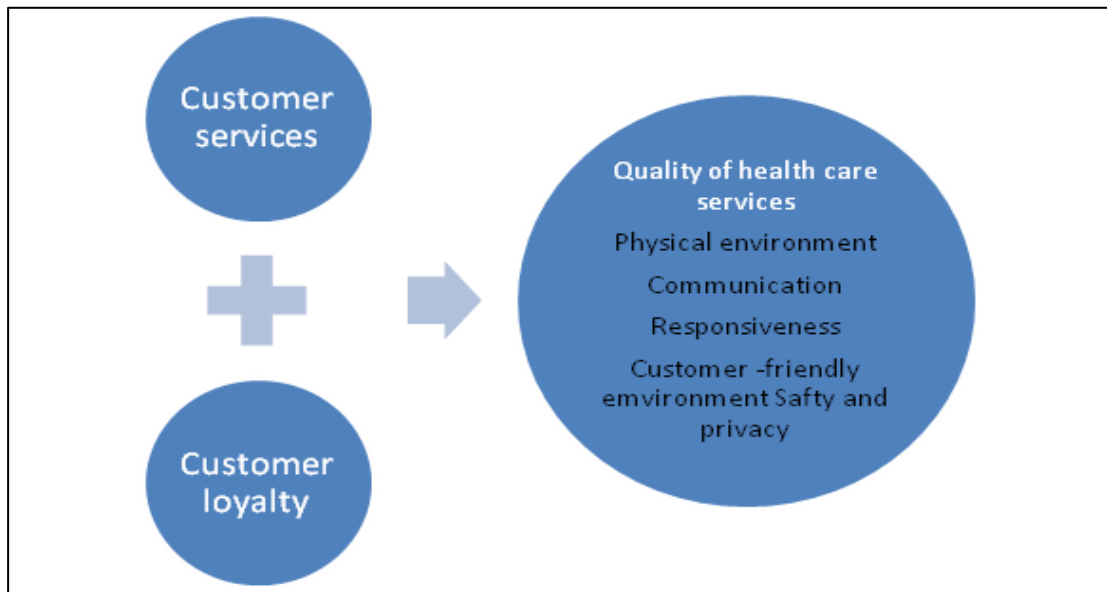 Customer
services
Customer
loyalty
Quality of health care
services
Physical environment
Communication
Responsiveness
Customer -friendly
emvironment Safty and
privacy